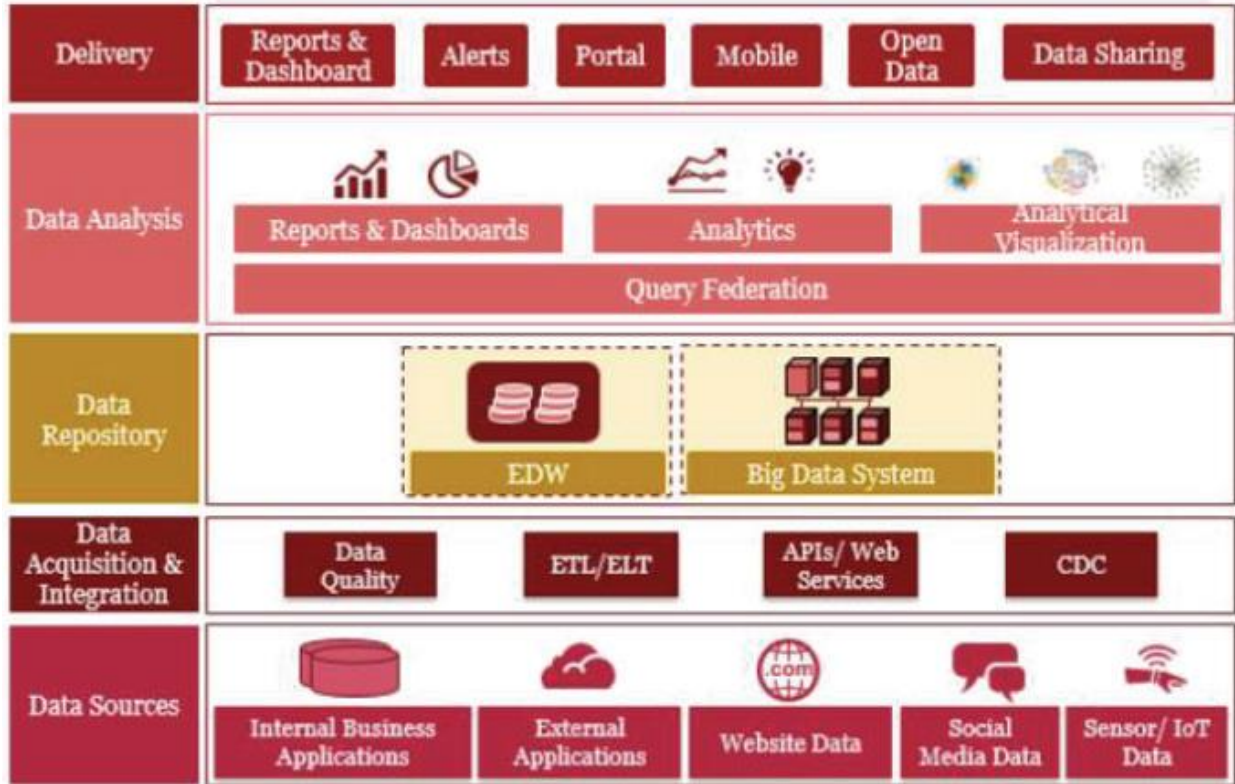 Delivery
Reports &
Dashboard
Alerts
Portal
Mobile
Open
Data
Data Sharing
Data Analysis
Reports & Dashboards
Analytics
Analytical
Visualization
Query Federation
Data
Repository
EDW
Big Data System
Data
Acquisition &
Integration
Data
Quality
ETL/ELT
APIs/ Web
Services
CDC
Data Sources
.com
Internal Business
Applications
External
Applications
Website Data
Social
Media Data
Sensor/ IoT
Data